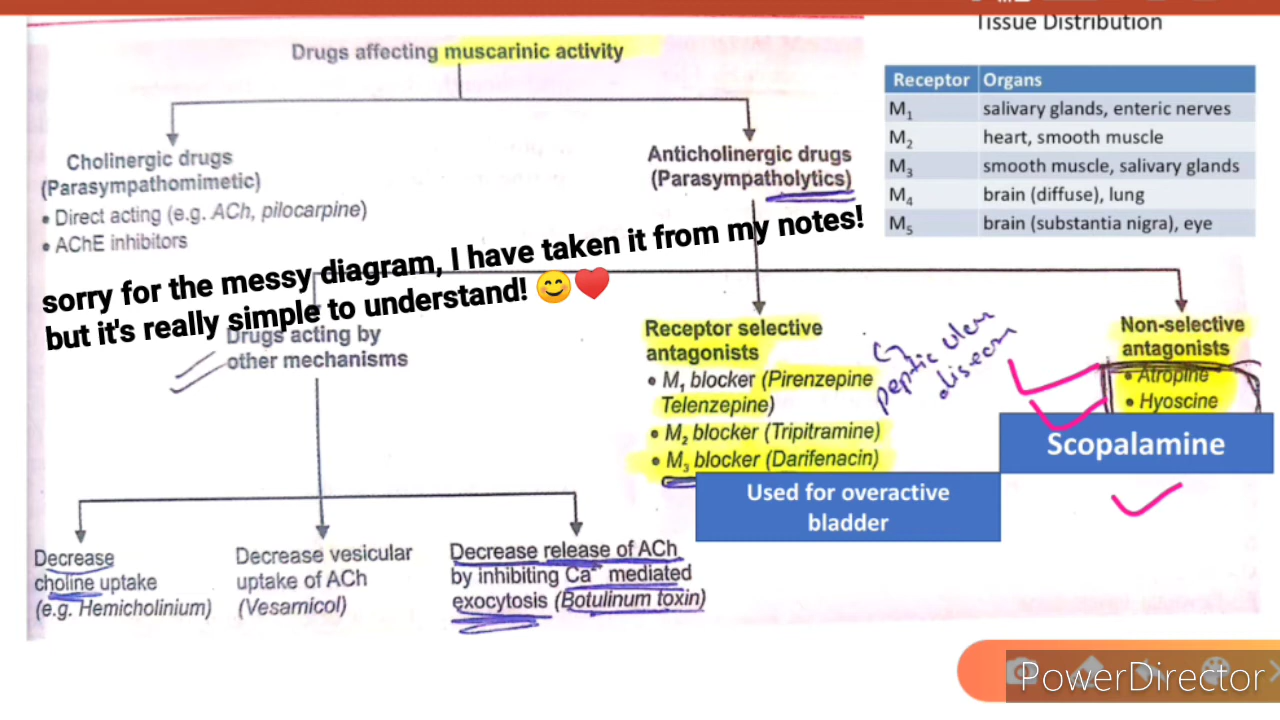 Tissue Distribution
Drugs affecting muscarinic activity
Receptor Organs
M1 salivary glands, enteric nerves
M2 heart, smooth muscle
M3 smooth muscle, salivary glands
M4 brain (diffuse), lung
M5 brain (substantia nigra), eye
Cholinergic drugs
(Parasympathomimetic)
• Direct acting (e.g. ACh, pilocarpine)
• AChE inhibitors
Anticholinergic drugs
(Parasympatholytics)
sorry for the messy diagram, I have taken it from my notes!
but it's really simple to understand! 😊♥️
Drugs acting by
other mechanisms
Receptor selective
antagonists
• M1 blocker (Pirenzepine
Telenzepine)
• M2 blocker (Tripitramine)
• M3 blocker (Darifenacin)
peptic ulcer
disease
Used for overactive
bladder
Non-selective
antagonists
• Atropine
• Hyoscine
Scopalamine
Decrease
choline uptake
(e.g. Hemicholinium)
Decrease vesicular
uptake of ACh
(Vesamicol)
Decrease release of ACh
by inhibiting Ca++ mediated
exocytosis (Botulinum toxin)
PowerDirector